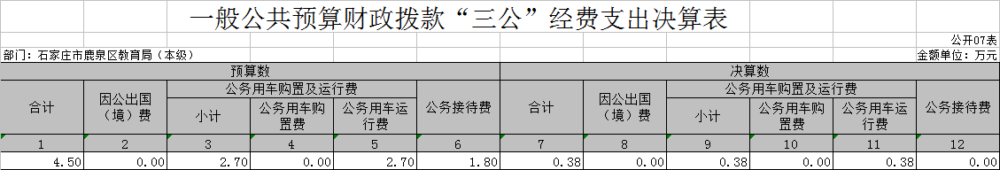 一般公共预算财政拨款“三公”经费支出决算表
公开07表
部门：石家庄市鹿泉区教育局（本级） 金额单位：万元
预算数 决算数
合计 因公出国（境）费 公务用车购置及运行费 公务接待费 合计 因公出国（境）费 公务用车购置及运行费 公务接待费
小计 公务用车购置费 公务用车运行费 小计 公务用车购置费 公务用车运行费
1 2 3 4 5 6 7 8 9 10 11 12
4.50 0.00 2.70 0.00 2.70 1.80 0.38 0.00 0.38 0.00 0.38 0.00